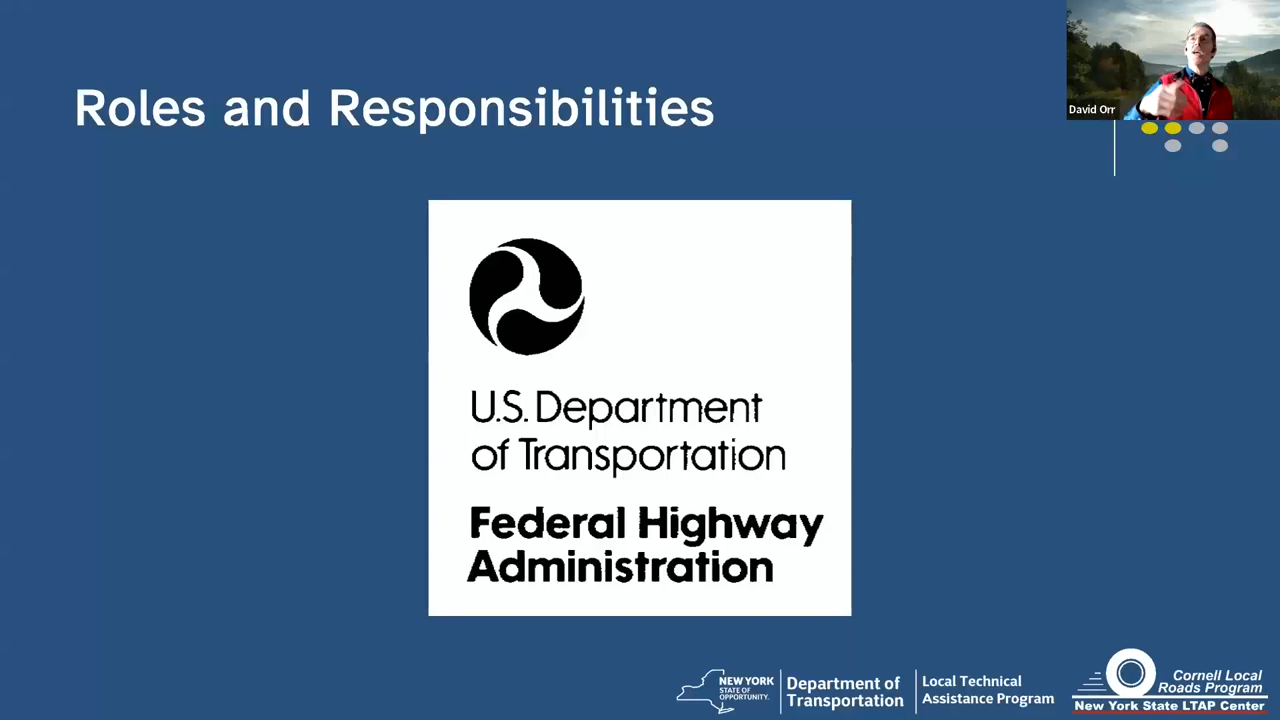 Roles and Responsibilities
David Orr
U.S. Department
of Transportation
Federal Highway
Administration
NEW YORK
STATE OF
OPPORTUNITY.
Department of
Transportation
Local Technical
Assistance Program
Cornell Local
Roads Program
New York State LTAP Center